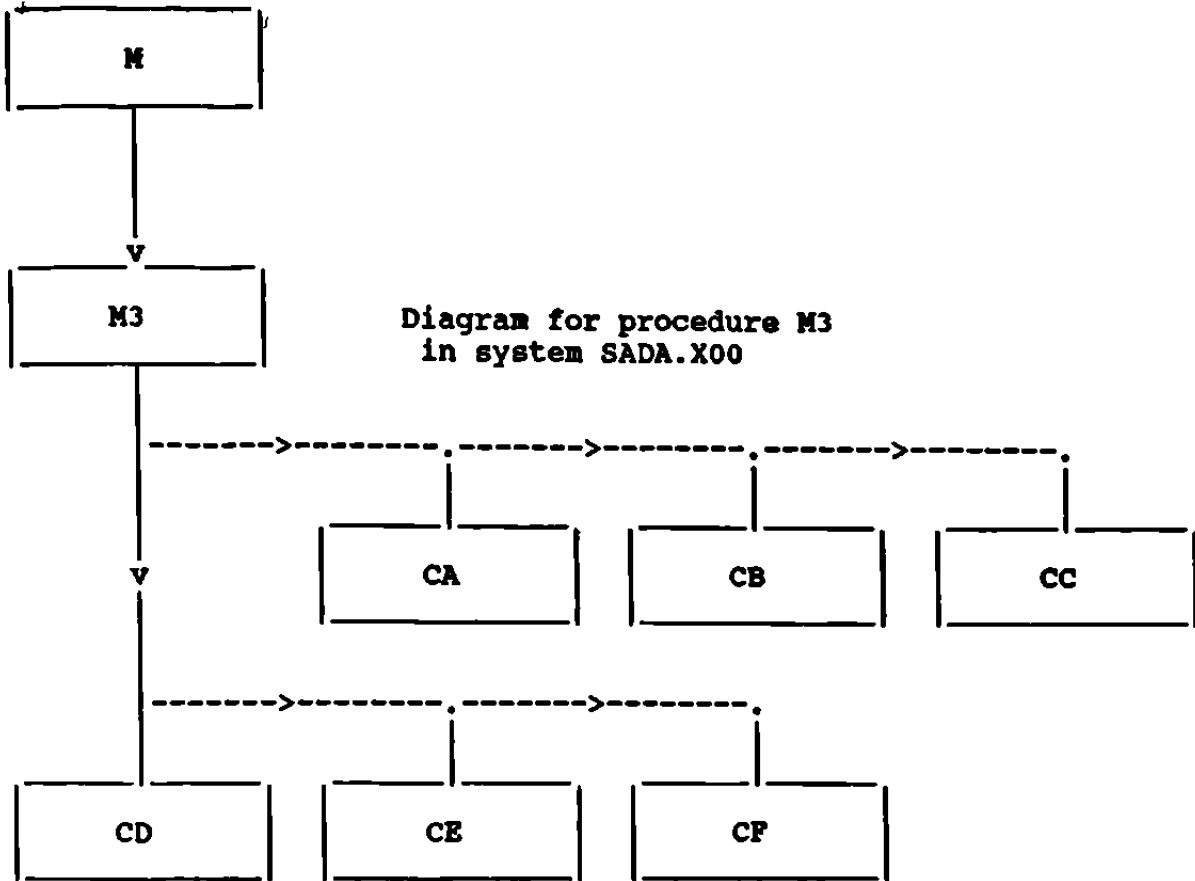 M
M3
Diagram for procedure M3
in system SADA.X00
CA
CB
CC
CD
CE
CF